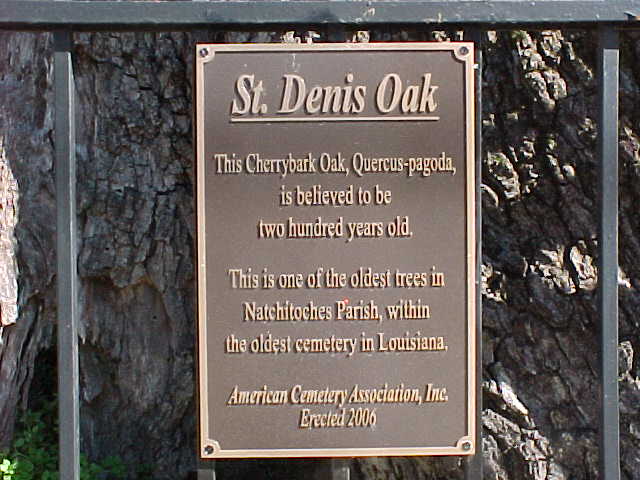 St. Denis Oak
This Cherrybark Oak, Quercus-pagoda,
is believed to be
two hundred years old.
This is one of the oldest trees in
Natchitoches Parish, within
the oldest cemetery in Louisiana.
American Cemetery Association, Inc.
Erected 2006